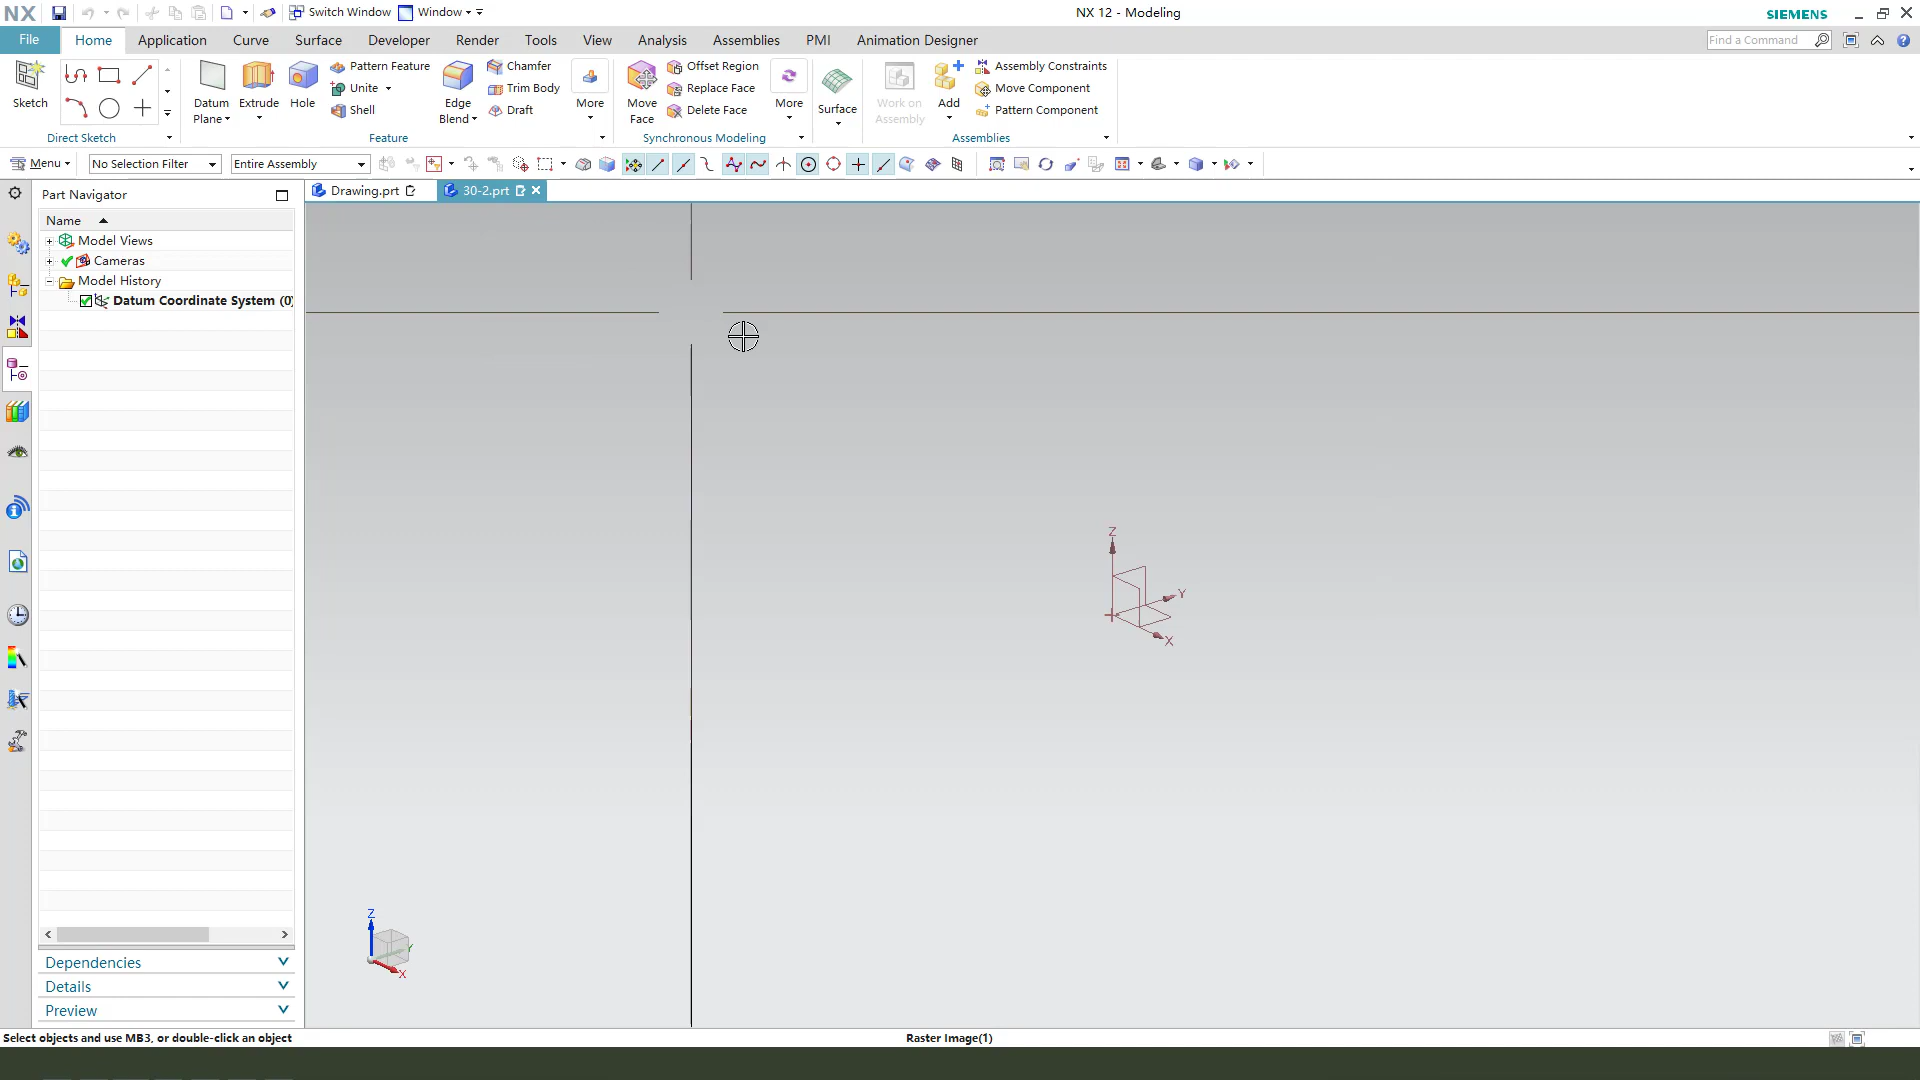 NX
Switch Window
Window
NX 12 - Modeling
SIEMENS
File
Home
Application
Curve
Surface
Developer
Render
Tools
View
Analysis
Assemblies
PMI
Animation Designer
Find a Command
Sketch
Direct Sketch
Datum
Plane
Extrude
Hole
Pattern Feature
Unite
Shell
Edge
Blend
Chamfer
Trim Body
Draft
More
Feature
Move
Face
Offset Region
Replace Face
Delete Face
More
Synchronous Modeling
Surface
Work on
Assembly
Add
Assembly Constraints
Move Component
Pattern Component
Assemblies
Menu
No Selection Filter
Entire Assembly
Part Navigator
Drawing.prt
30-2.prt
Name
Model Views
Cameras
Model History
Datum Coordinate System (0)
Z
Y
X
Z
Y
X
Dependencies
Details
Preview
Select objects and use MB3, or double-click an object
Raster Image(1)